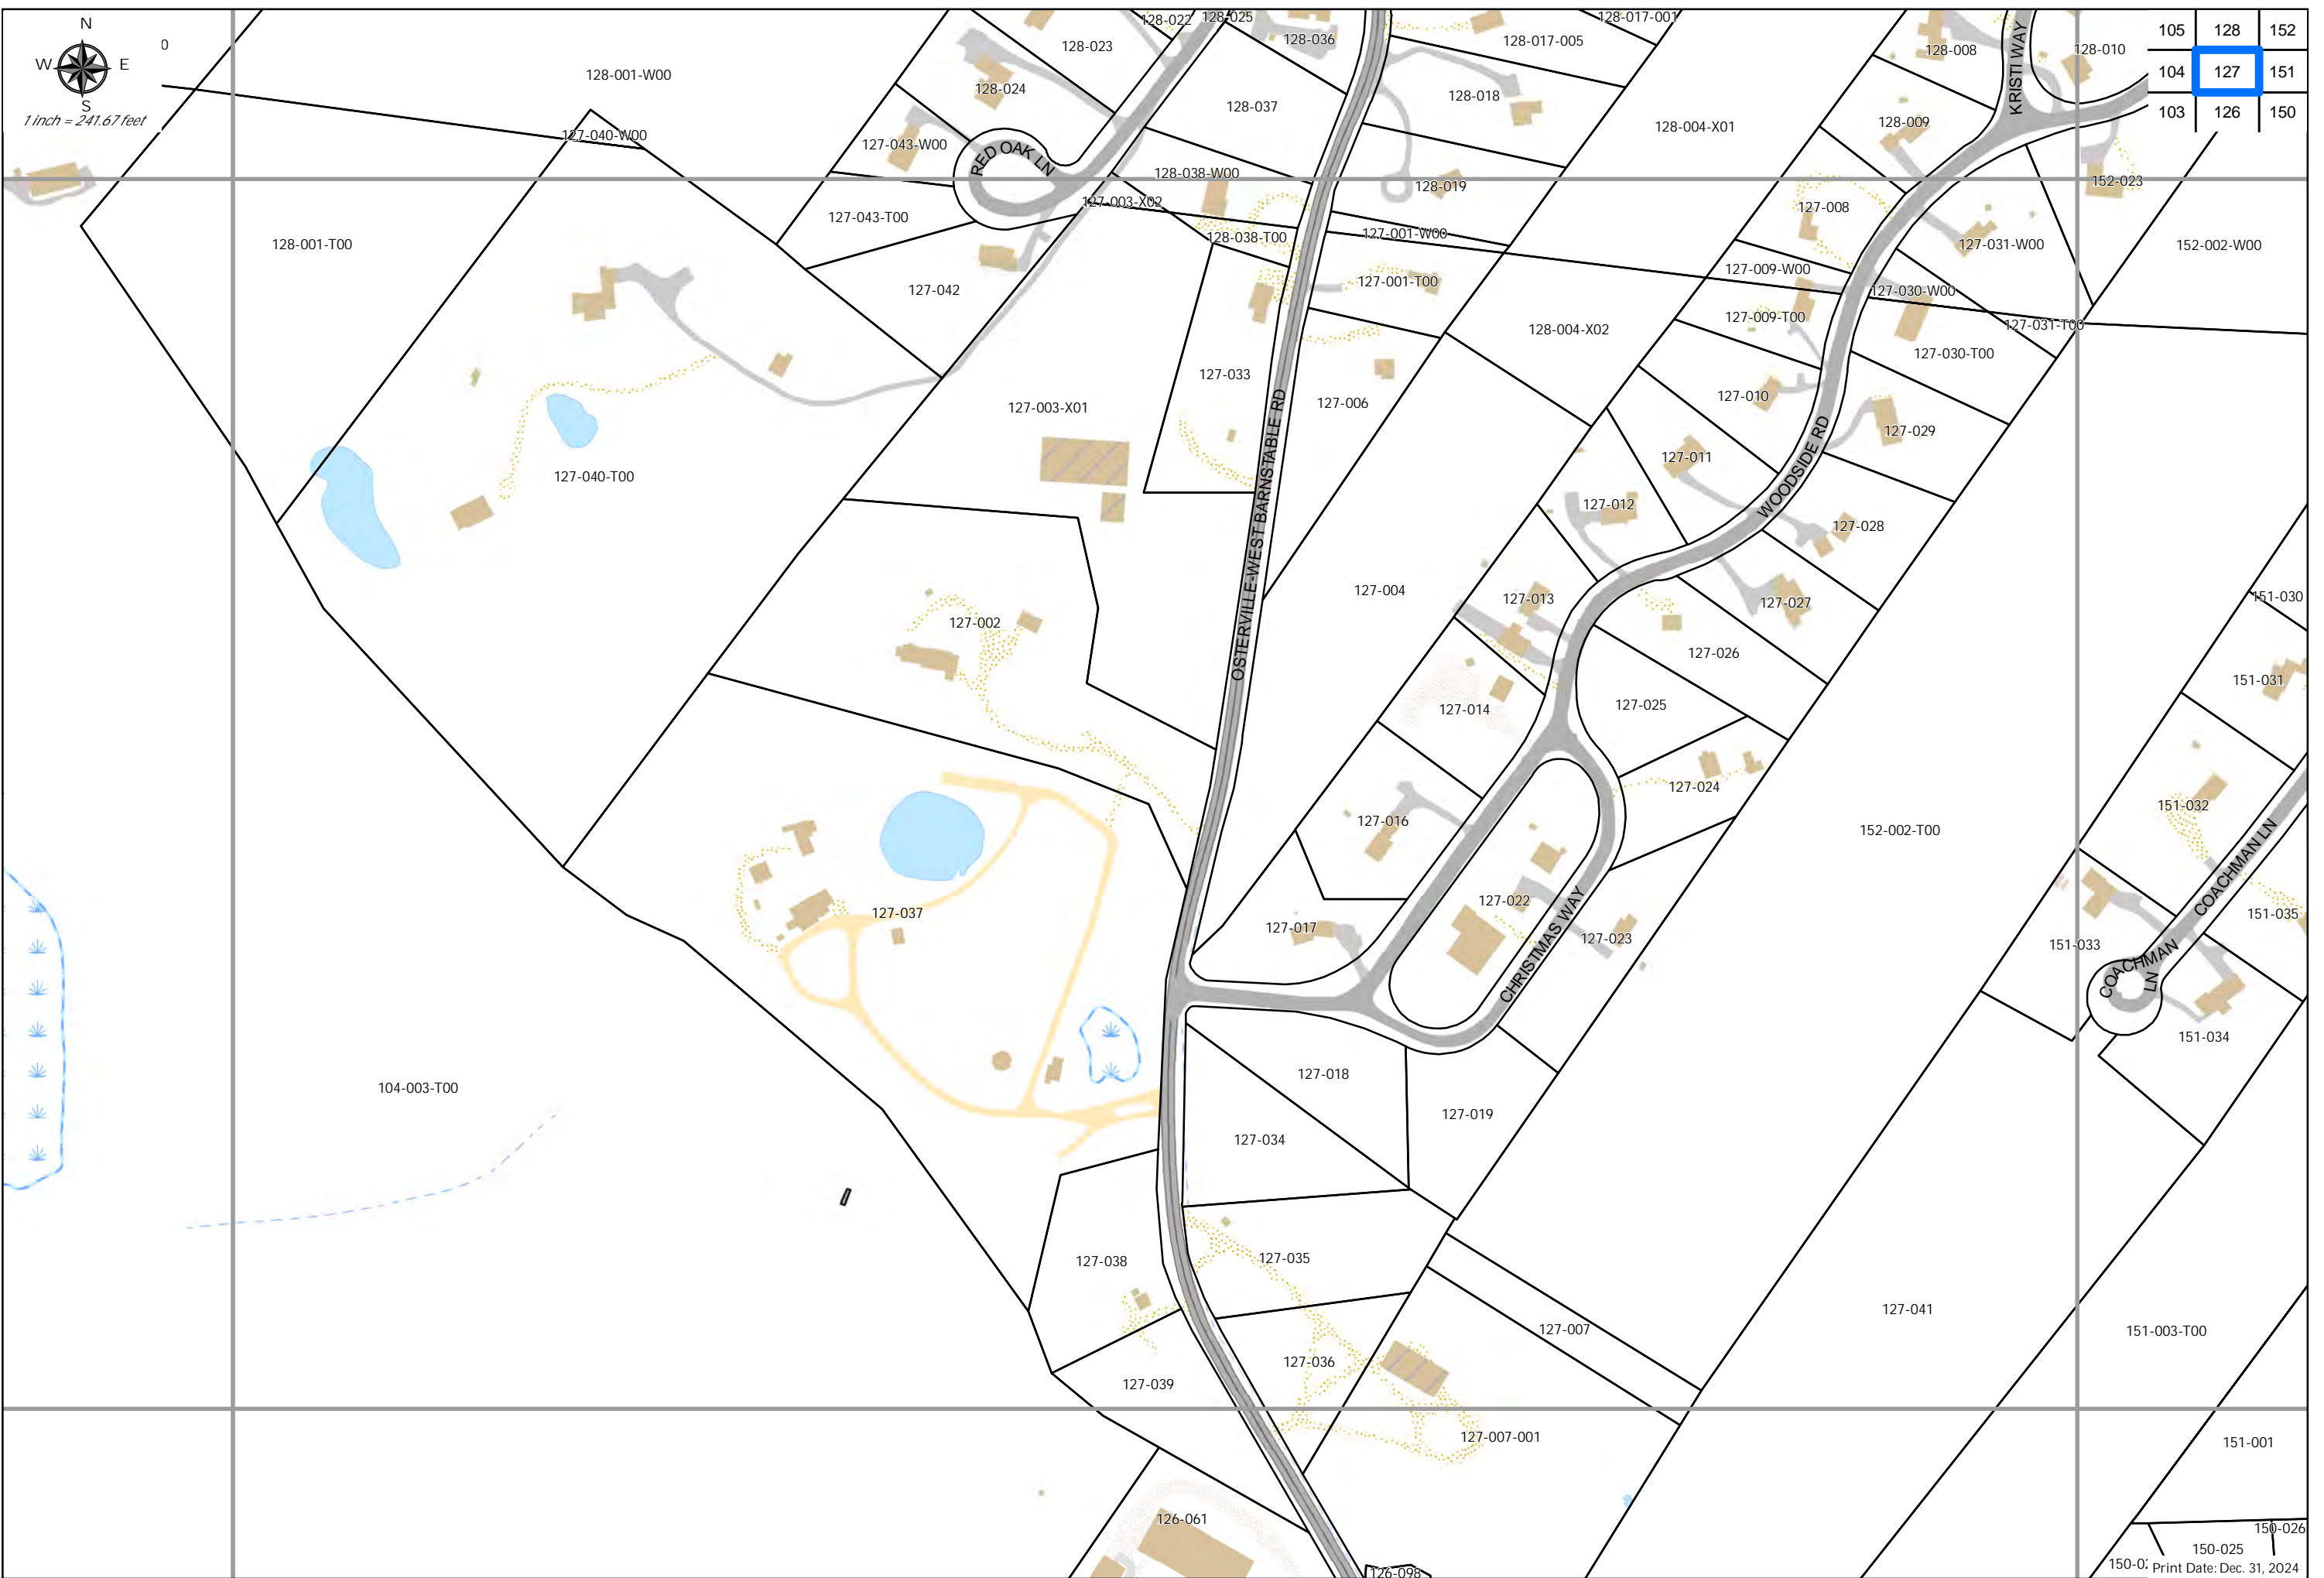 N
W E
S
1 inch = 241.67 feet
0
105 128 152
104 127 151
103 126 150
128-022
128-025
128-017-001
128-023
128-036
128-017-005
128-008
KRISTI WAY
128-010
128-001-W00
128-024
128-037
128-018
128-004-X01
128-009
127-040-W00
127-043-W00
RED OAK LN
128-038-W00
128-019
152-023
127-003-X02
127-043-T00
127-008
128-001-T00
128-038-T00
127-001-W00
127-031-W00
152-002-W00
127-042
127-001-T00
127-009-W00
127-030-W00
127-009-T00
127-031-T00
128-004-X02
127-030-T00
127-033
127-003-X01
127-006
127-010
127-029
127-040-T00
127-011
WOODSIDE RD
127-012
127-028
OSTERVILLE-WEST BARNSTABLE RD
127-004
127-013
127-027
151-030
127-002
127-026
151-031
127-014
127-025
127-024
151-032
127-016
152-002-T00
COACHMAN LN
127-037
127-022
151-035
127-017
CHRISTMAS WAY
127-023
151-033
COACHMAN LN
151-034
104-003-T00
127-018
127-019
127-034
127-038
127-035
127-041
127-007
151-003-T00
127-036
127-039
127-007-001
151-001
126-061
150-026
150-025
150-02
126-098
Print Date: Dec. 31, 2024